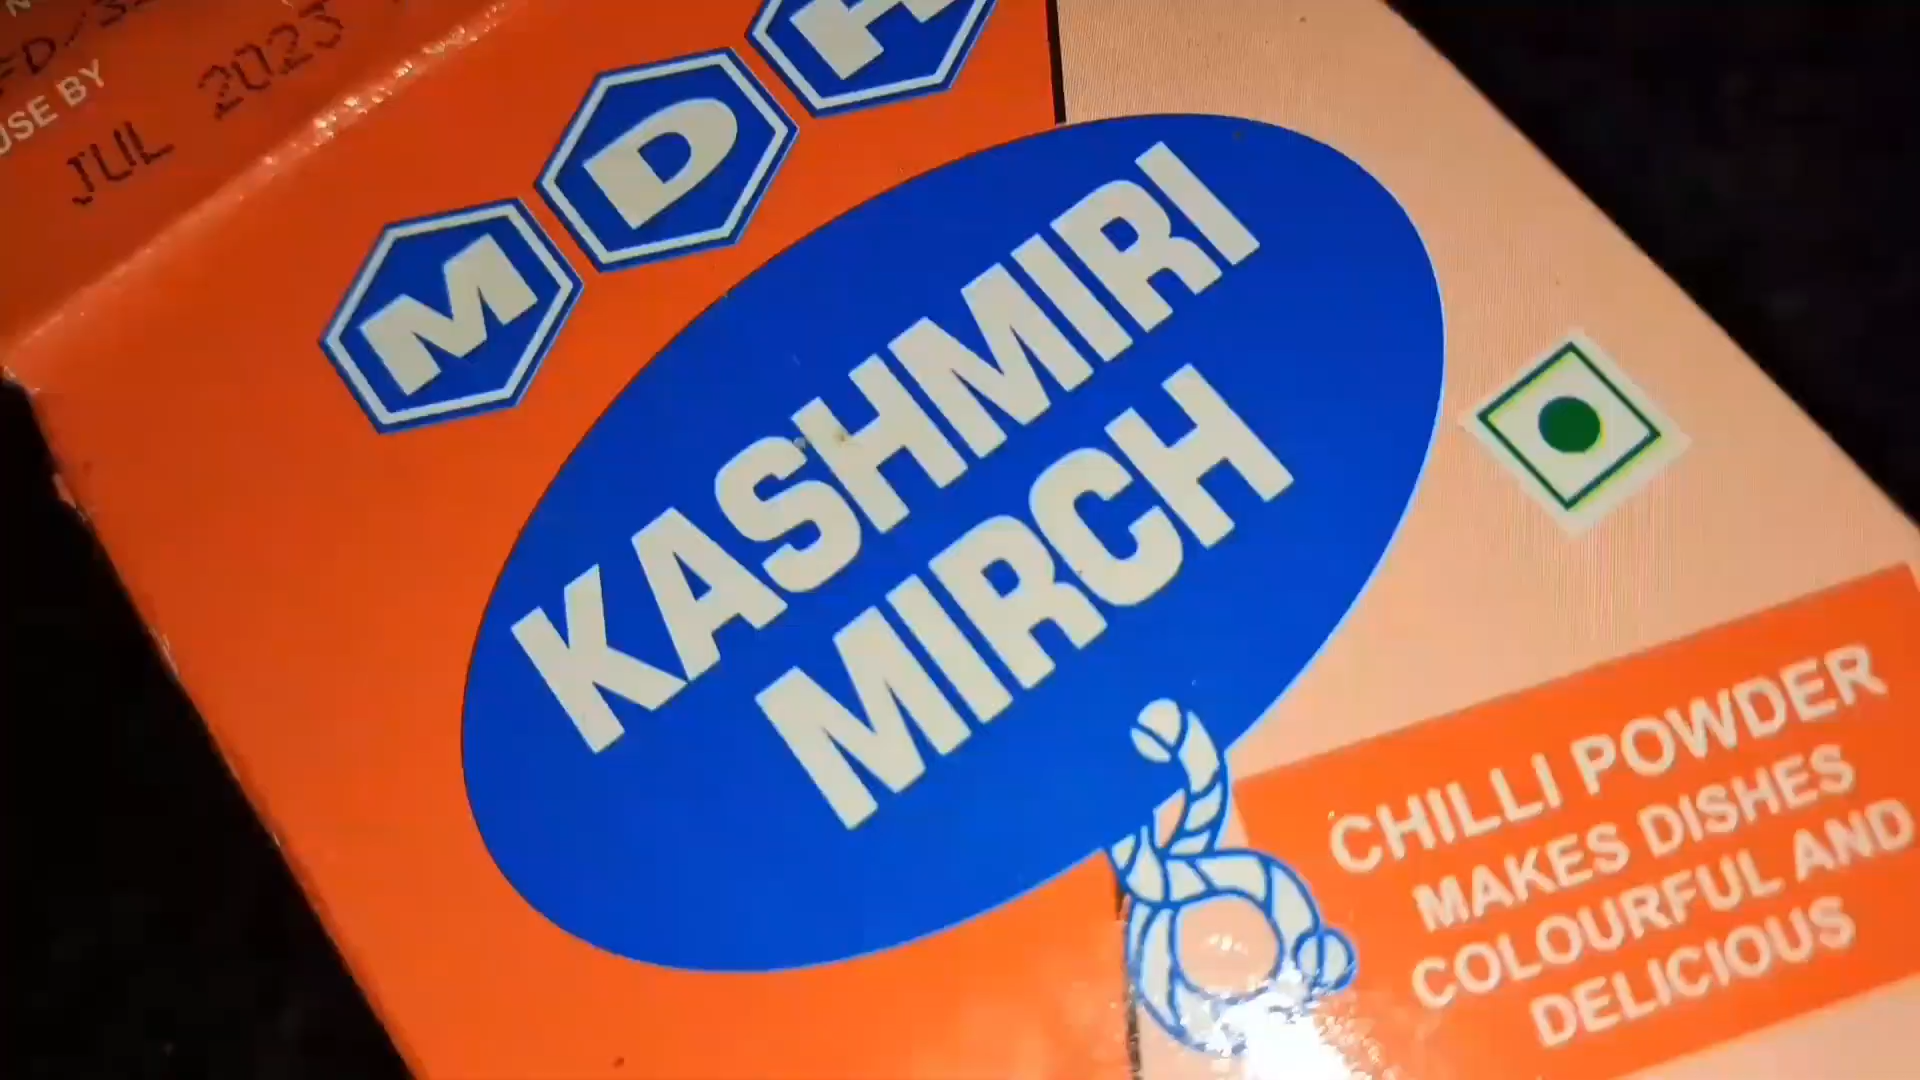 USE BY
JUL 2023
MDH
KASHMIRI
MIRCH
CHILLI POWDER
MAKES DISHES
COLOURFUL AND
DELICIOUS